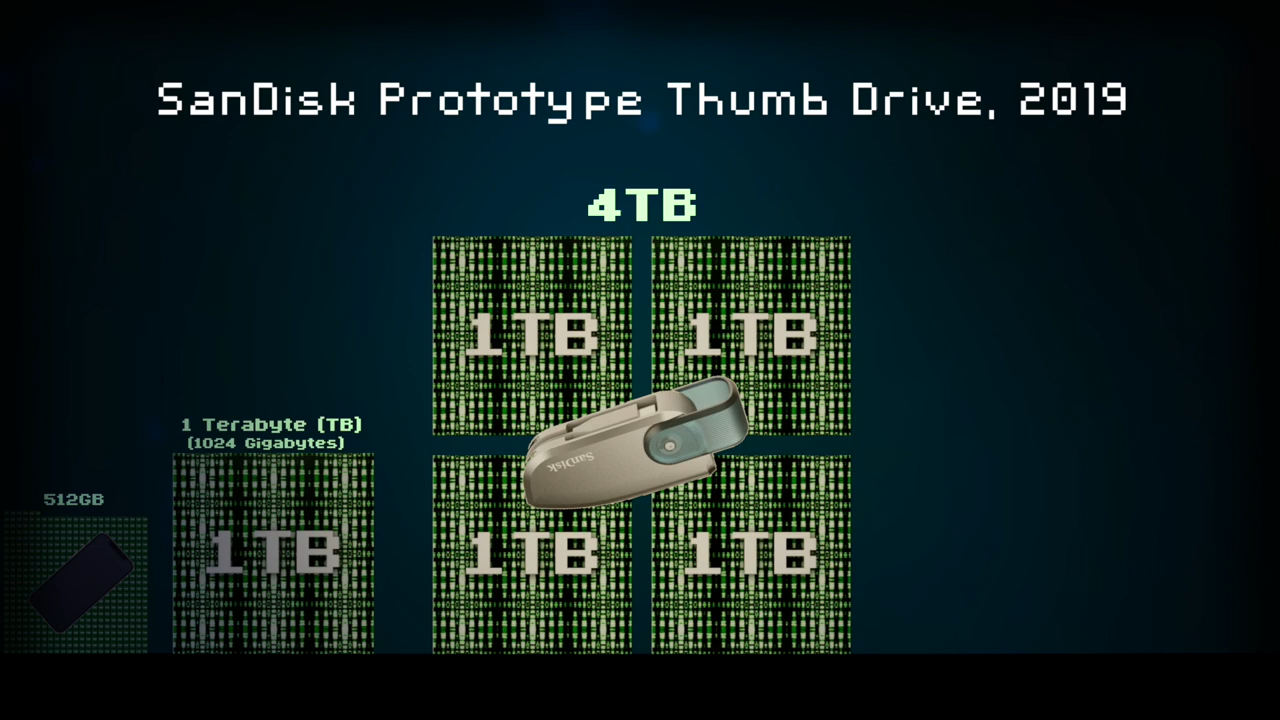 SanDisk Prototype Thumb Drive, 2019
4TB
1TB
1TB
1 Terabyte (TB)
(1024 Gigabytes)
SanDisk
512GB
1TB
1TB
1TB